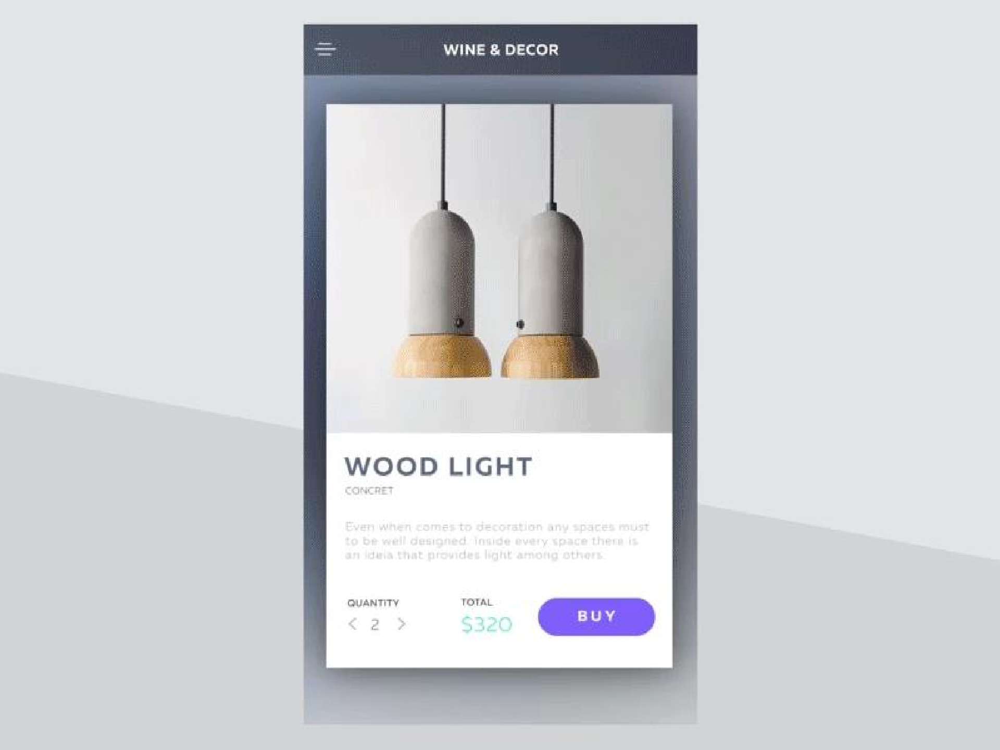 WINE & DECOR
WOOD LIGHT
CONCRET
Even when comes to decoration any spaces must
to be well designed. Inside every space there is
an ideia that provides light among others.
QUANTITY
< 2 >
TOTAL
$320
BUY